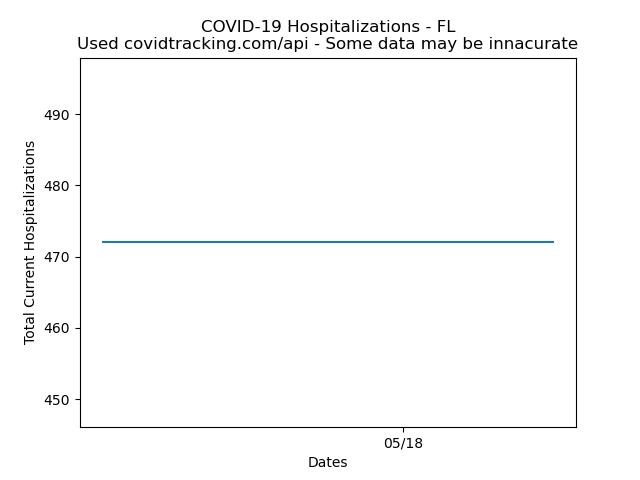 COVID-19 Hospitalizations - FL
Used covidtracking.com/api - Some data may be innacurate
Total Current Hospitalizations
490
480
470
460
450
05/18
Dates